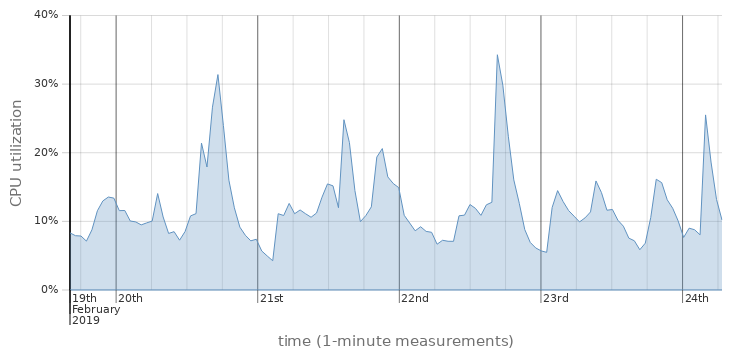 40%
30%
20%
10%
0%
CPU utilization
19th
February
2019
20th
21st
22nd
23rd
24th
time (1-minute measurements)